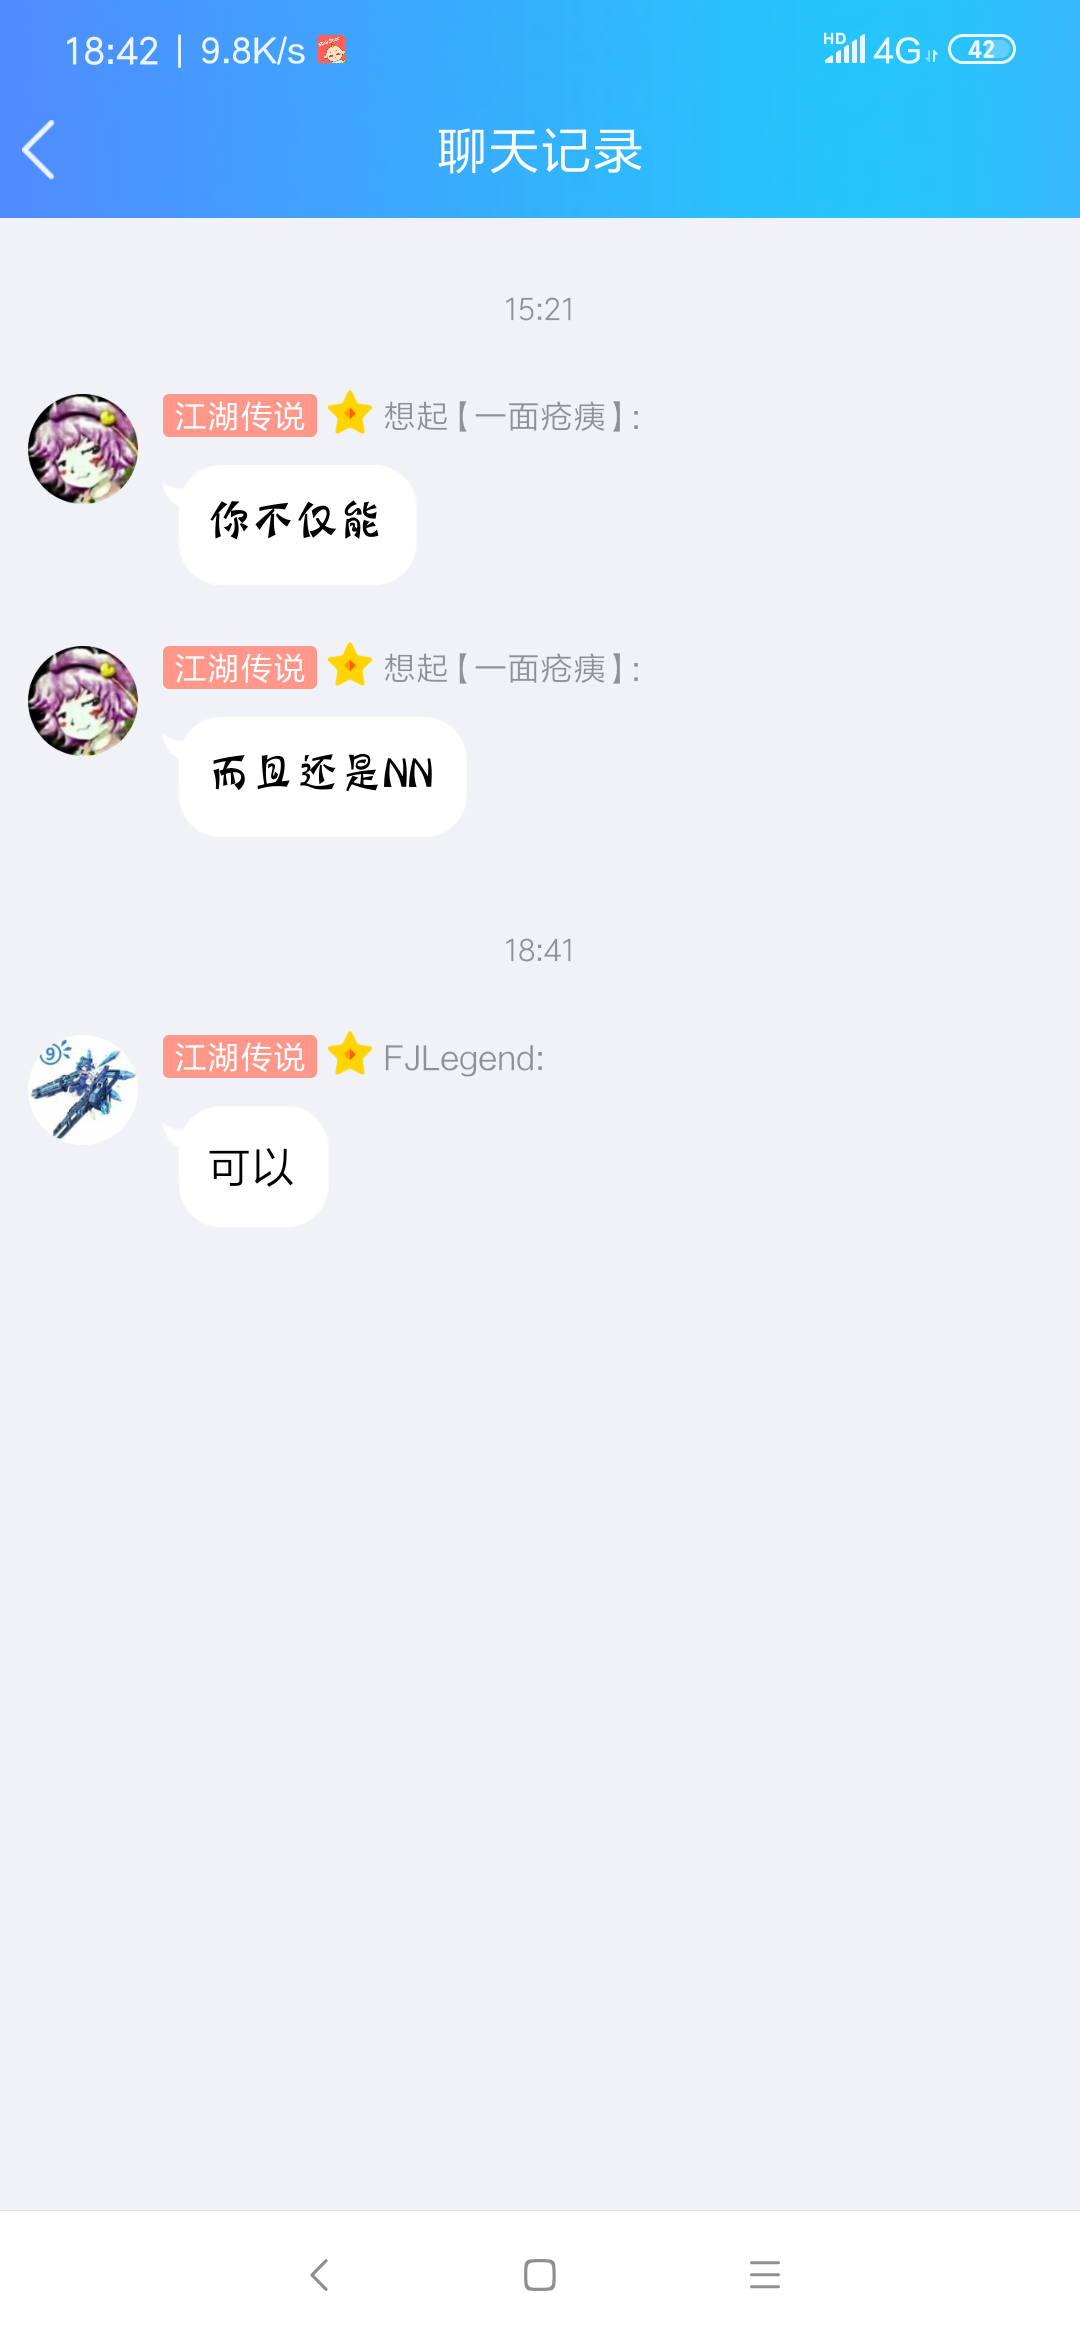 18:42 | 9.8K/s
HD 4G 42
聊天记录
15:21
江湖传说 想起【一面疮痍】:
你不仅能
江湖传说 想起【一面疮痍】:
而且还是NN
18:41
江湖传说 FJLegend:
可以